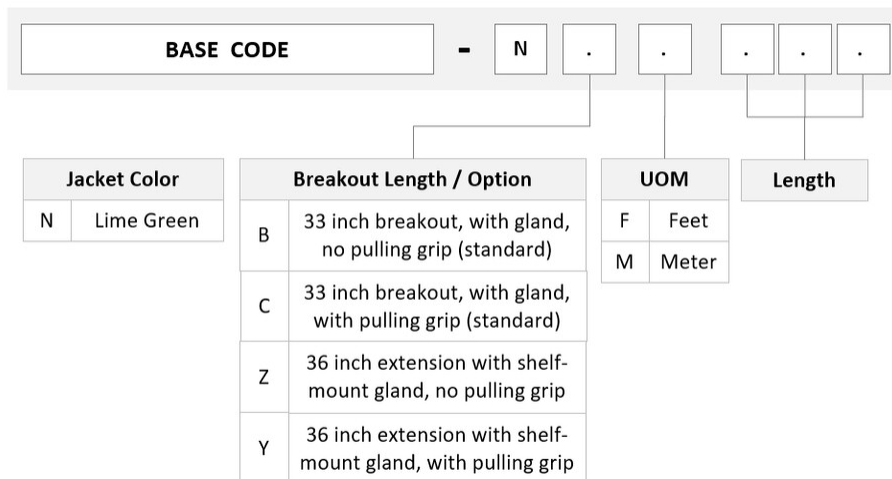 BASE CODE - N . . . . .
Jacket Color
N Lime Green
Breakout Length / Option
B 33 inch breakout, with gland,
no pulling grip (standard)
C 33 inch breakout, with gland,
with pulling grip (standard)
Z 36 inch extension with shelf-
mount gland, no pulling grip
Y 36 inch extension with shelf-
mount gland, with pulling grip
UOM
F Feet
M Meter
Length